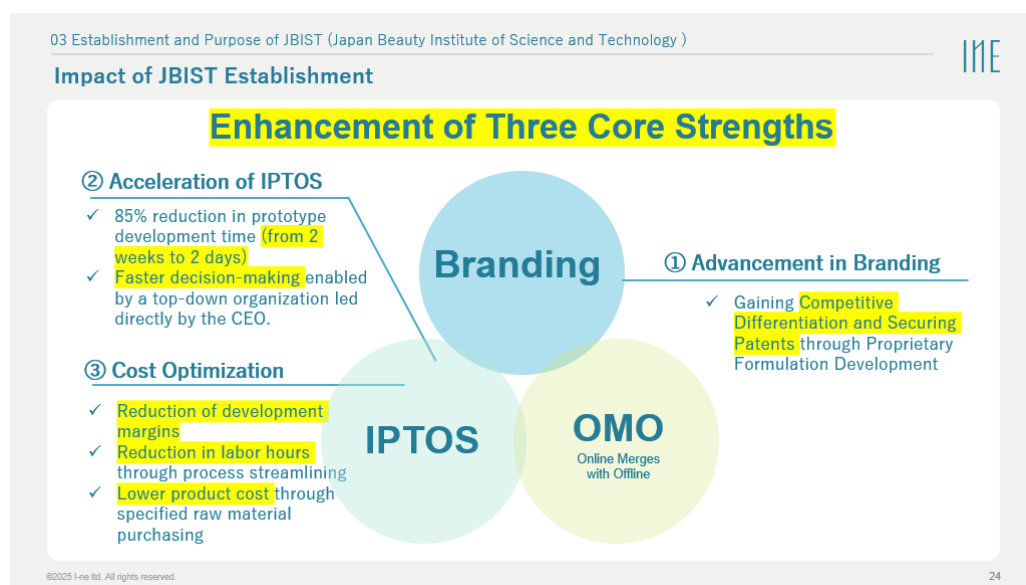 03 Establishment and Purpose of JBIST (Japan Beauty Institute of Science and Technology )
INE
Impact of JBIST Establishment
Enhancement of Three Core Strengths
② Acceleration of IPTOS
✓ 85% reduction in prototype
development time (from 2
weeks to 2 days)
✓ Faster decision-making enabled
by a top-down organization led
directly by the CEO.
Branding
① Advancement in Branding
✓ Gaining Competitive
Differentiation and Securing
Patents through Proprietary
Formulation Development
③ Cost Optimization
✓ Reduction of development
margins
✓ Reduction in labor hours
through process streamlining
✓ Lower product cost through
specified raw material
purchasing
IPTOS
OMO
Online Merges
with Offline
©2025 I-ne ltd. All rights reserved.
24